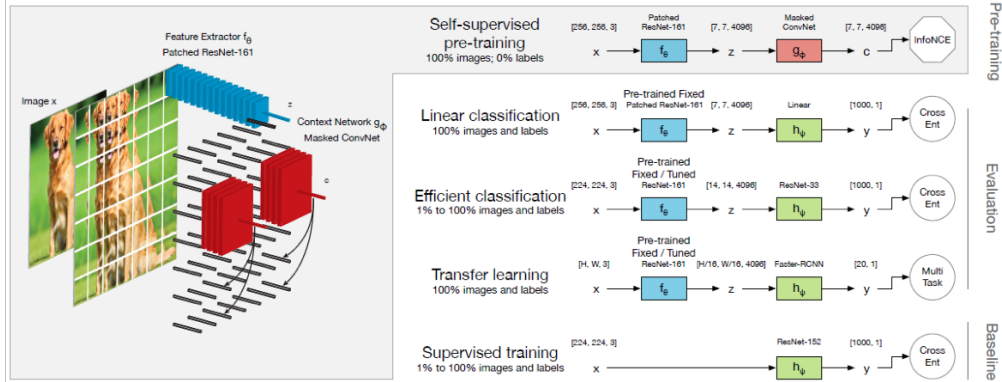 Feature Extractor fθ
Patched ResNet-161
Image x
z
Context Network gΦ
Masked ConvNet
c
Self-supervised
pre-training
100% images; 0% labels
[256, 256, 3]
Patched
ResNet-161
[7, 7, 4096]
Masked
ConvNet
[7, 7, 4096]
x
fθ
z
gΦ
c
InfoNCE
Pre-training
Linear classification
100% images and labels
Pre-trained Fixed
[256, 256, 3]
Patched ResNet-161
[7, 7, 4096]
Linear
[1000, 1]
x
fθ
z
hψ
y
Cross
Ent
Efficient classification
1% to 100% images and labels
Pre-trained
Fixed / Tuned
[224, 224, 3]
ResNet-161
[14, 14, 4096]
ResNet-33
[1000, 1]
x
fθ
z
hψ
y
Cross
Ent
Evaluation
Transfer learning
100% images and labels
Pre-trained
Fixed / Tuned
[H, W, 3]
ResNet-161
[H/16, W/16, 4096]
Faster-RCNN
[20, 1]
x
fθ
z
hψ
y
Multi
Task
Supervised training
1% to 100% images and labels
[224, 224, 3]
ResNet-152
[1000, 1]
x
hψ
y
Cross
Ent
Baseline